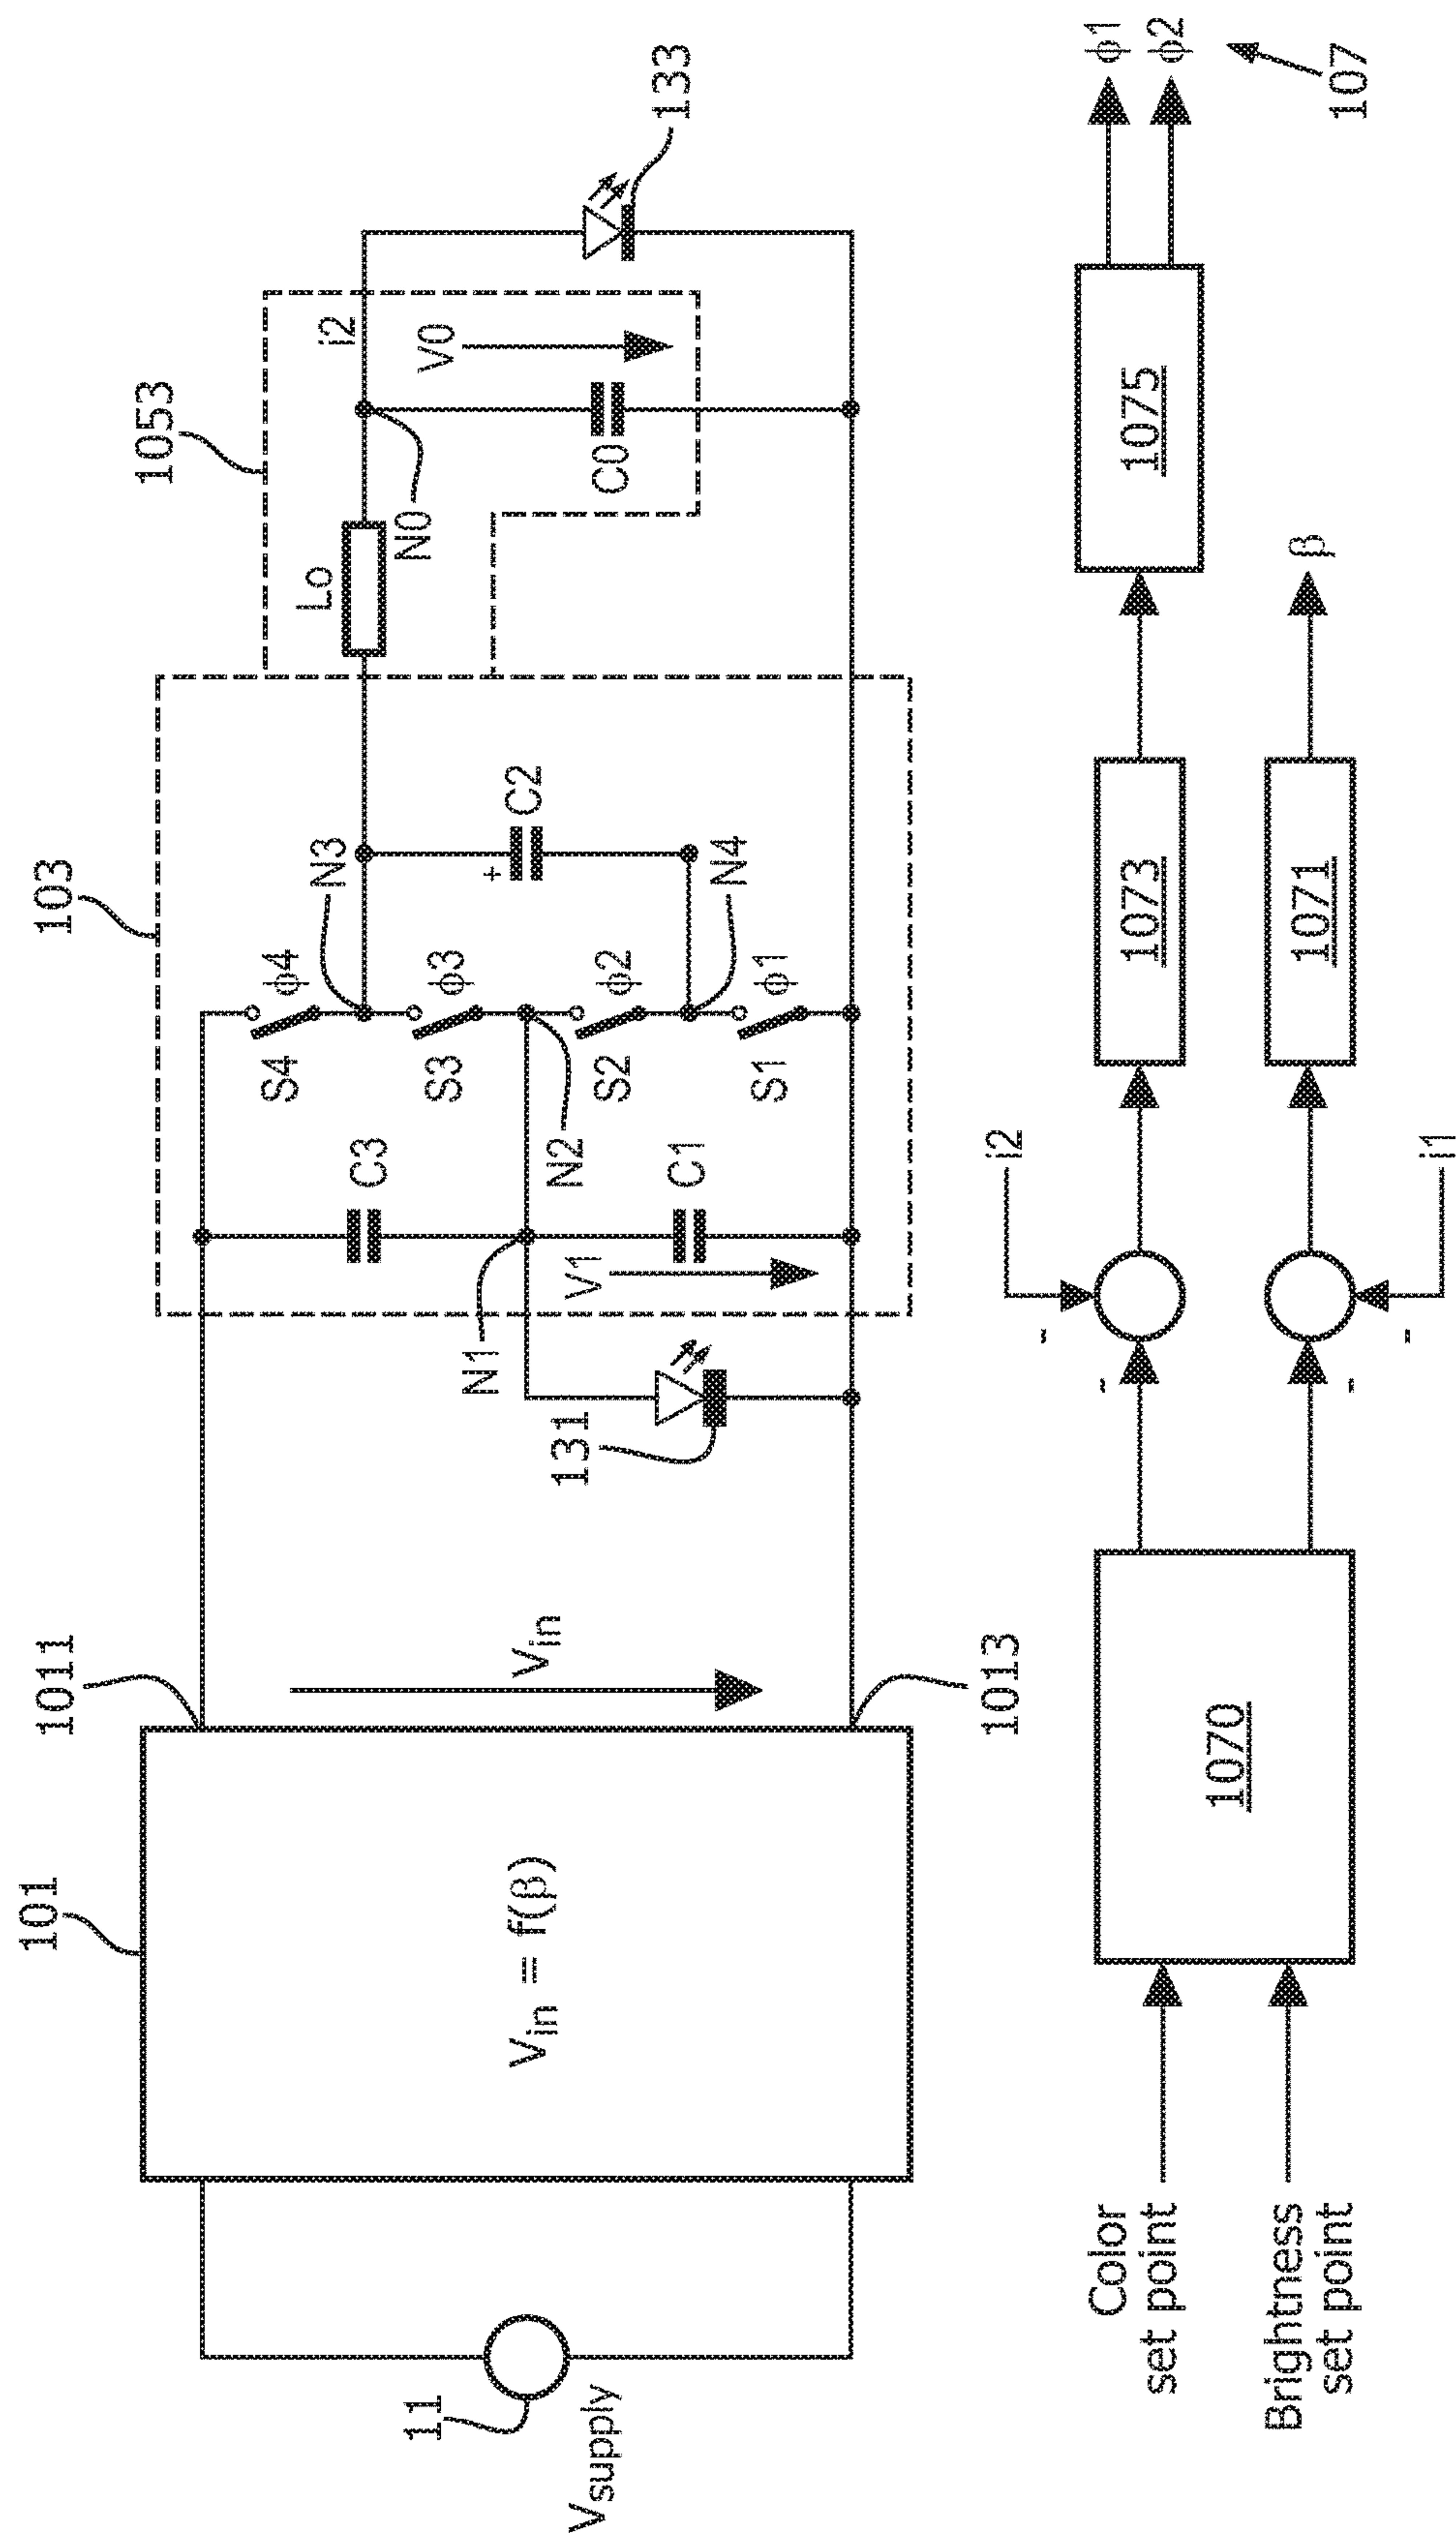 101
1011
103
1053
11
Vsupply
Vin = f(β)
Vin
1013
131
N1
V1
C3
C1
N2
S4
S3
S2
S1
ϕ4
ϕ3
ϕ2
ϕ1
N3
+
C2
N4
Lo
N0
C0
i2
V0
133
Color
set point
Brightness
set point
1070
-
-
-
-
i2
i1
1073
1071
β
1075
ϕ1
ϕ2
107